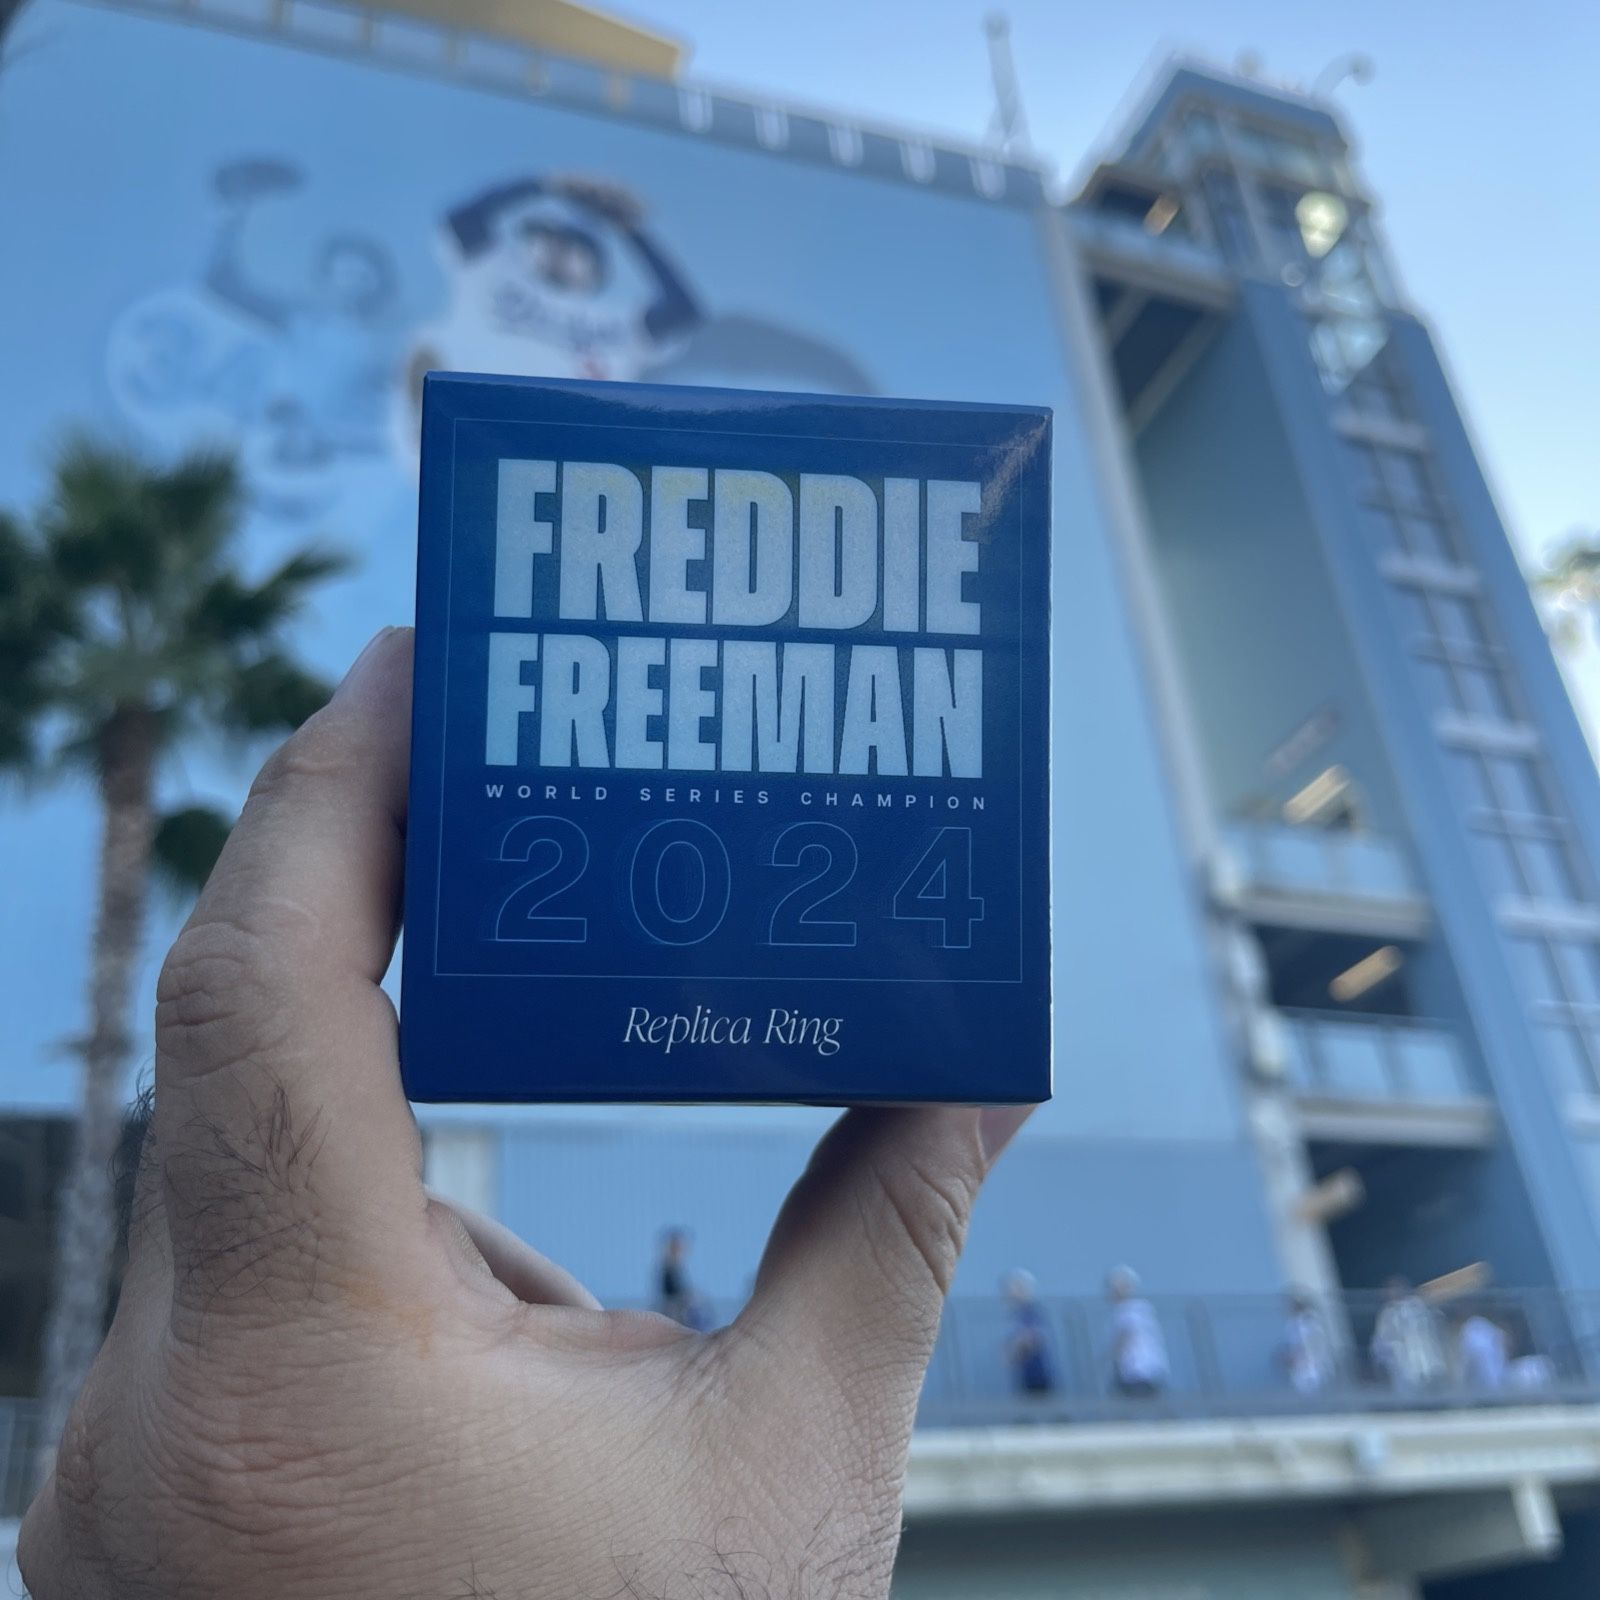 FREDDIE
FREEMAN
WORLD SERIES CHAMPION
2024
Replica Ring